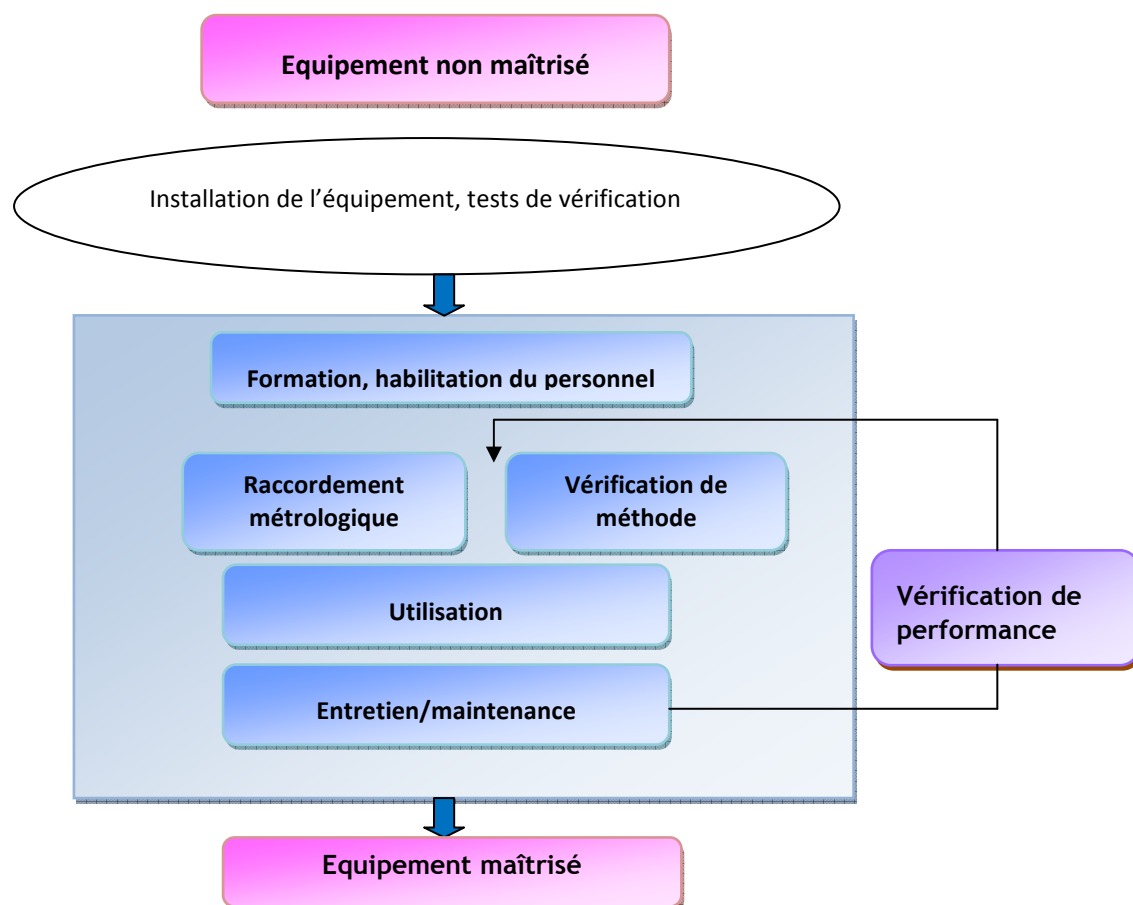 Equipement non maîtrisé
Installation de l’équipement, tests de vérification
Formation, habilitation du personnel
Raccordement
métrologique
Vérification de
méthode
Utilisation
Vérification de
performance
Entretien/maintenance
Equipement maîtrisé